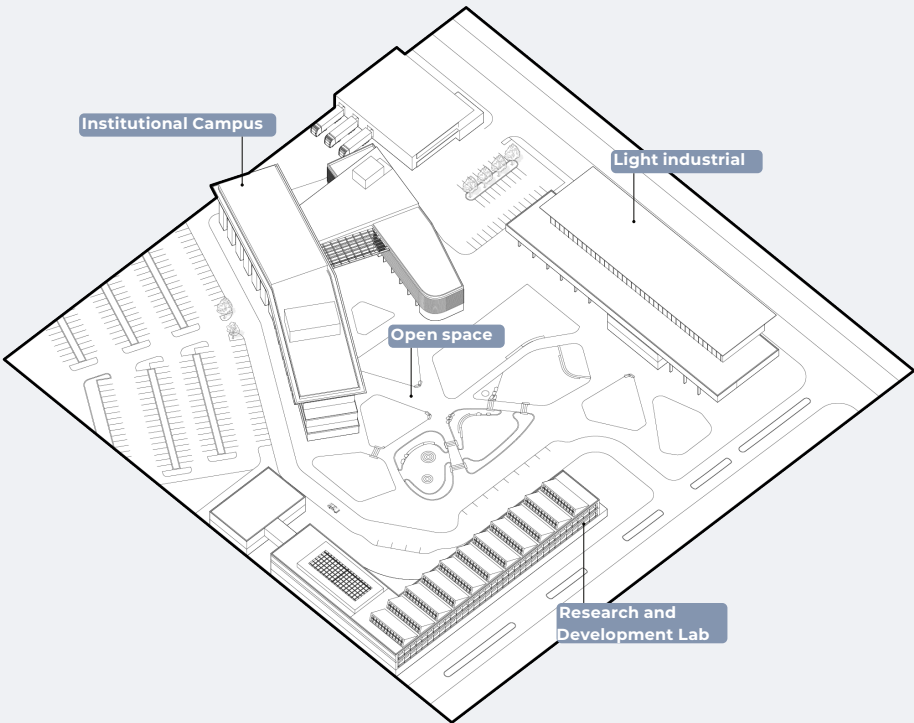 Institutional Campus
Light industrial
Open space
Research and
Development Lab